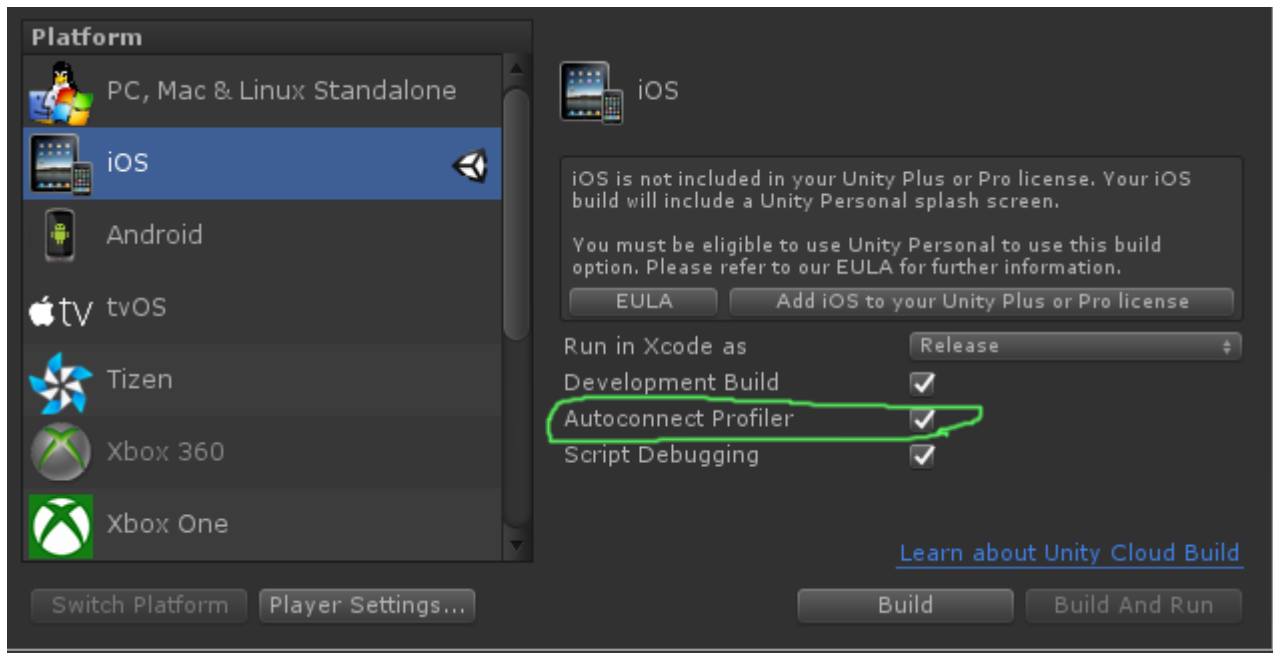 Platform
PC, Mac & Linux Standalone
iOS
Android
tv tvOS
Tizen
Xbox 360
Xbox One
Switch Platform
Player Settings...
iOS
iOS is not included in your Unity Plus or Pro license. Your iOS
build will include a Unity Personal splash screen.
You must be eligible to use Unity Personal to use this build
option. Please refer to our EULA for further information.
EULA
Add iOS to your Unity Plus or Pro license
Run in Xcode as
Release
Development Build
Autoconnect Profiler
Script Debugging
Learn about Unity Cloud Build
Build
Build And Run